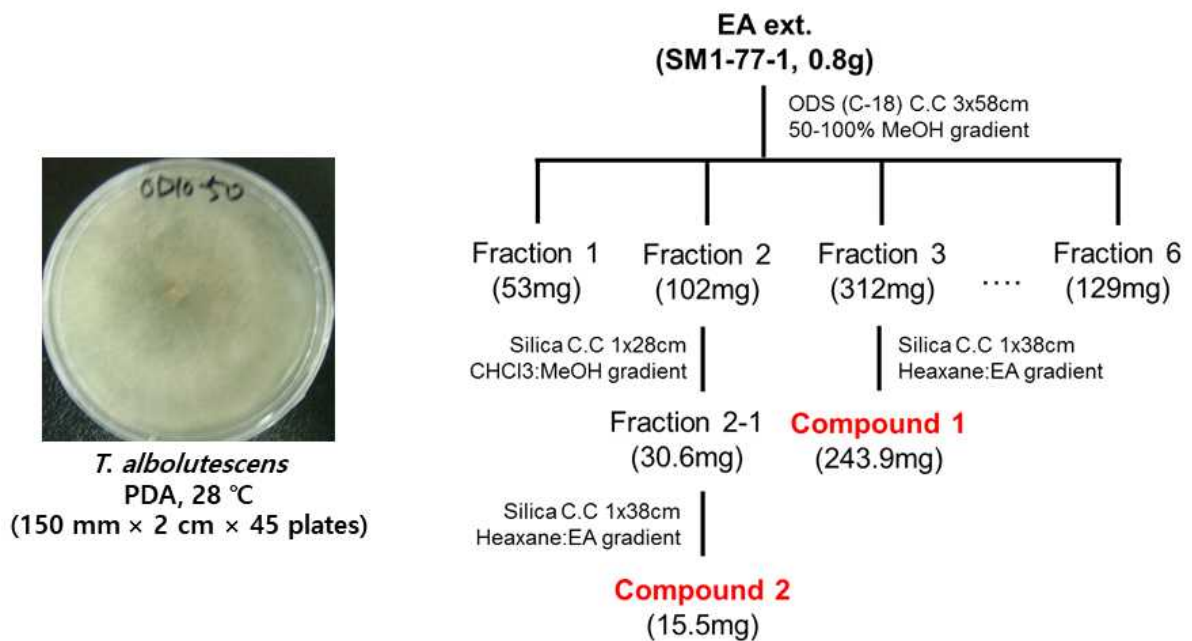 EA ext.
(SM1-77-1, 0.8g)
ODS (C-18) C.C 3x58cm
50-100% MeOH gradient
OD10-50
T. albolutescens
PDA, 28 ℃
(150 mm × 2 cm × 45 plates)
Fraction 1
(53mg)
Fraction 2
(102mg)
Fraction 3
(312mg)
....
Fraction 6
(129mg)
Silica C.C 1x28cm
CHCl3:MeOH gradient
Silica C.C 1x38cm
Heaxane:EA gradient
Fraction 2-1
(30.6mg)
Compound 1
(243.9mg)
Silica C.C 1x38cm
Heaxane:EA gradient
Compound 2
(15.5mg)